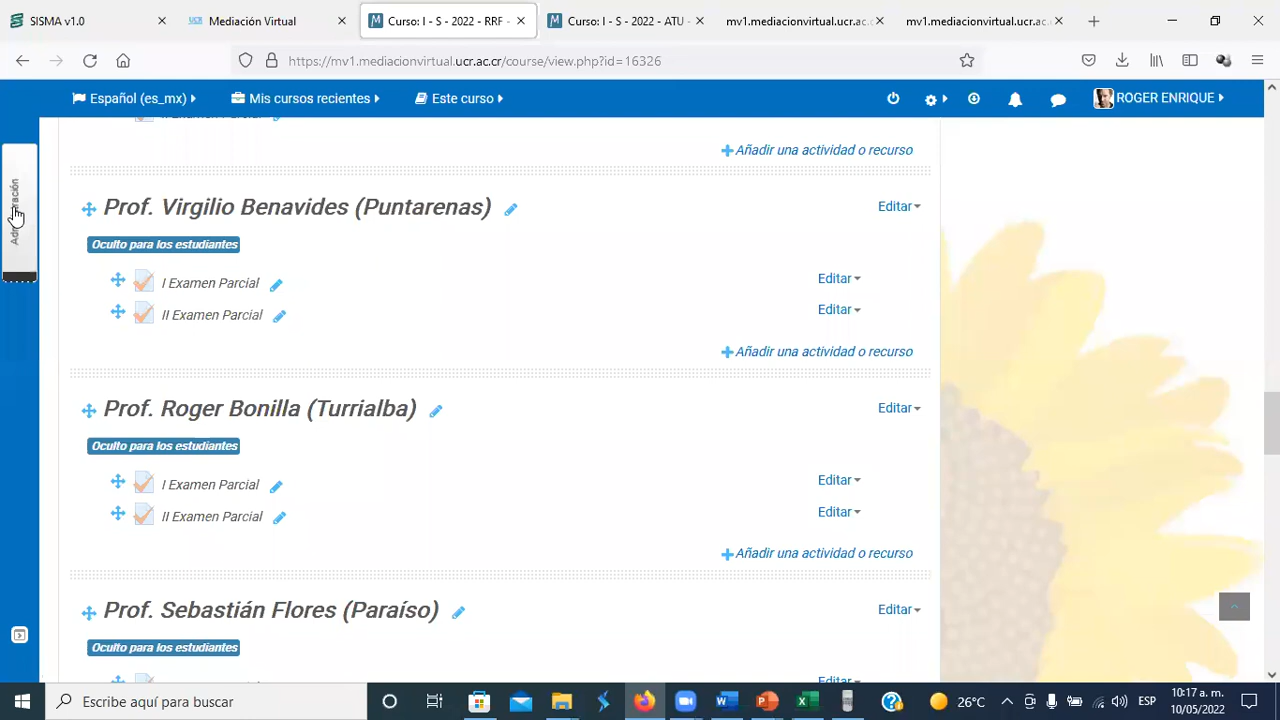 SISMA v1.0
Mediación Virtual
Curso: I - S - 2022 - RRF -
Curso: I - S - 2022 - ATU -
mv1.mediacionvirtual.ucr.ac.c
mv1.mediacionvirtual.ucr.ac.c
https://mv1.mediacionvirtual.ucr.ac.cr/course/view.php?id=16326
Español (es_mx)
Mis cursos recientes
Este curso
ROGER ENRIQUE
II Examen Parcial
Añadir una actividad o recurso
Prof. Virgilio Benavides (Puntarenas)
Editar
Oculto para los estudiantes
I Examen Parcial
Editar
II Examen Parcial
Editar
Añadir una actividad o recurso
Prof. Roger Bonilla (Turrialba)
Editar
Oculto para los estudiantes
I Examen Parcial
Editar
II Examen Parcial
Editar
Añadir una actividad o recurso
Prof. Sebastián Flores (Paraíso)
Editar
Oculto para los estudiantes
Editar
Escribe aquí para buscar
26°C
ESP
10:17 a. m.
10/05/2022